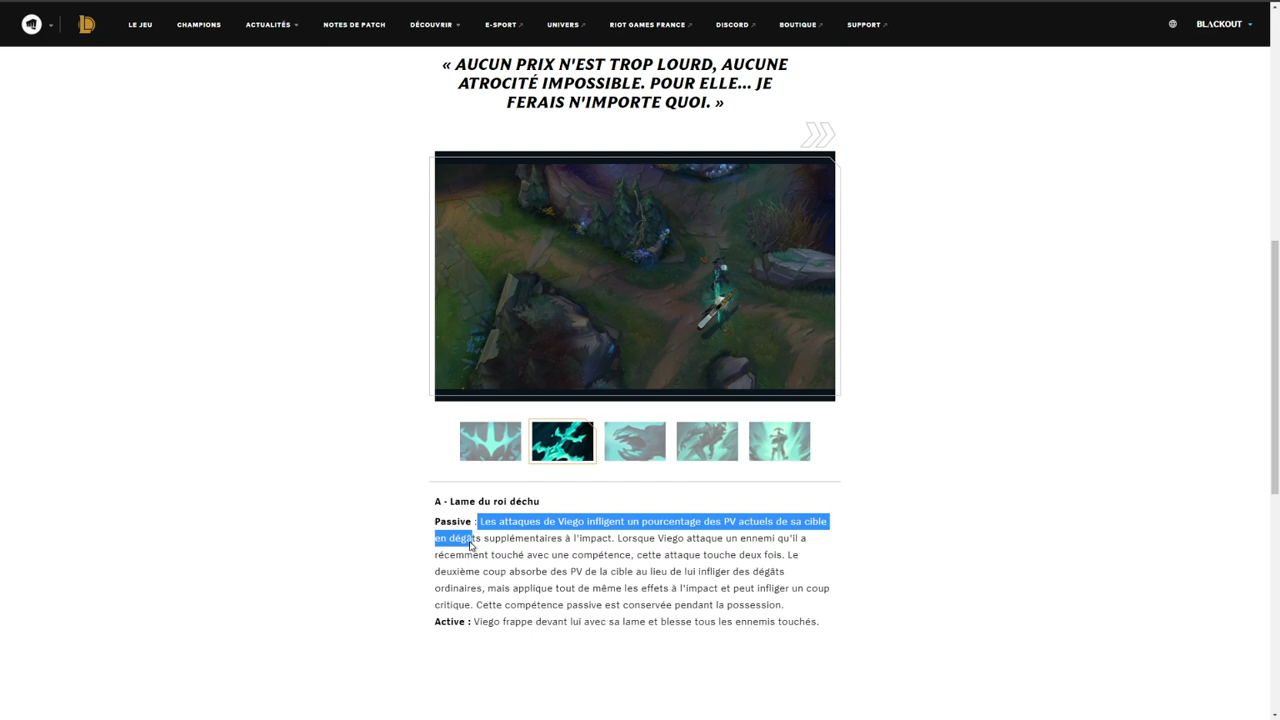 LE JEU CHAMPIONS ACTUALITÉS NOTES DE PATCH DÉCOUVRIR E-SPORT UNIVERS RIOT GAMES FRANCE DISCORD BOUTIQUE SUPPORT BLACKOUT
« AUCUN PRIX N'EST TROP LOURD, AUCUNE
ATROCITÉ IMPOSSIBLE. POUR ELLE... JE
FERAIS N'IMPORTE QUOI. »
A - Lame du roi déchu
Passive : Les attaques de Viego infligent un pourcentage des PV actuels de sa cible
en dégâts supplémentaires à l'impact. Lorsque Viego attaque un ennemi qu'il a
récemment touché avec une compétence, cette attaque touche deux fois. Le
deuxième coup absorbe des PV de la cible au lieu de lui infliger des dégâts
ordinaires, mais applique tout de même les effets à l'impact et peut infliger un coup
critique. Cette compétence passive est conservée pendant la possession.
Active : Viego frappe devant lui avec sa lame et blesse tous les ennemis touchés.